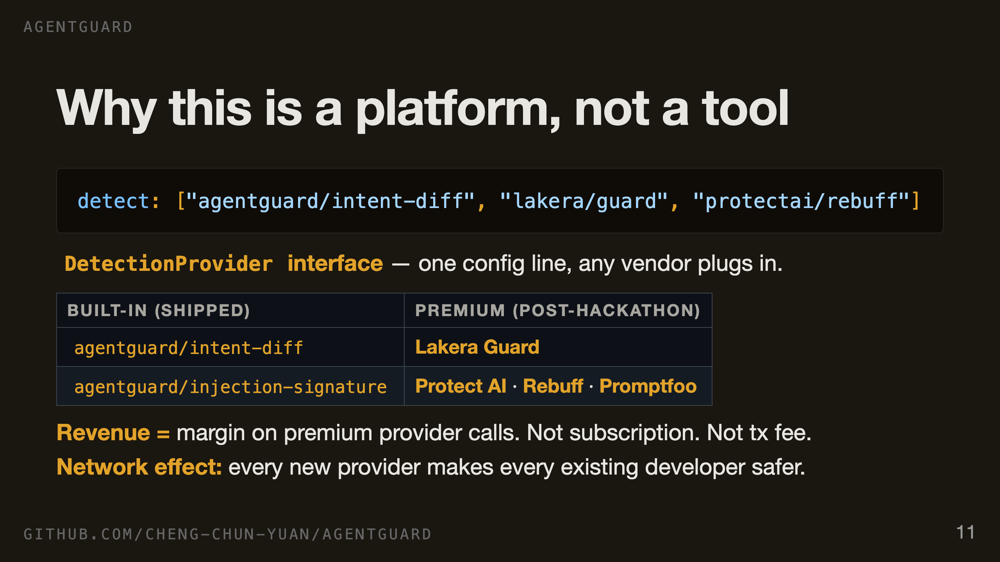 AGENTGUARD
Why this is a platform, not a tool
detect: ["agentguard/intent-diff", "lakera/guard", "protectai/rebuff"]
DetectionProvider interface — one config line, any vendor plugs in.
BUILT-IN (SHIPPED) PREMIUM (POST-HACKATHON)
agentguard/intent-diff Lakera Guard
agentguard/injection-signature Protect AI · Rebuff · Promptfoo
Revenue = margin on premium provider calls. Not subscription. Not tx fee.
Network effect: every new provider makes every existing developer safer.
GITHUB.COM/CHENG-CHUN-YUAN/AGENTGUARD 11